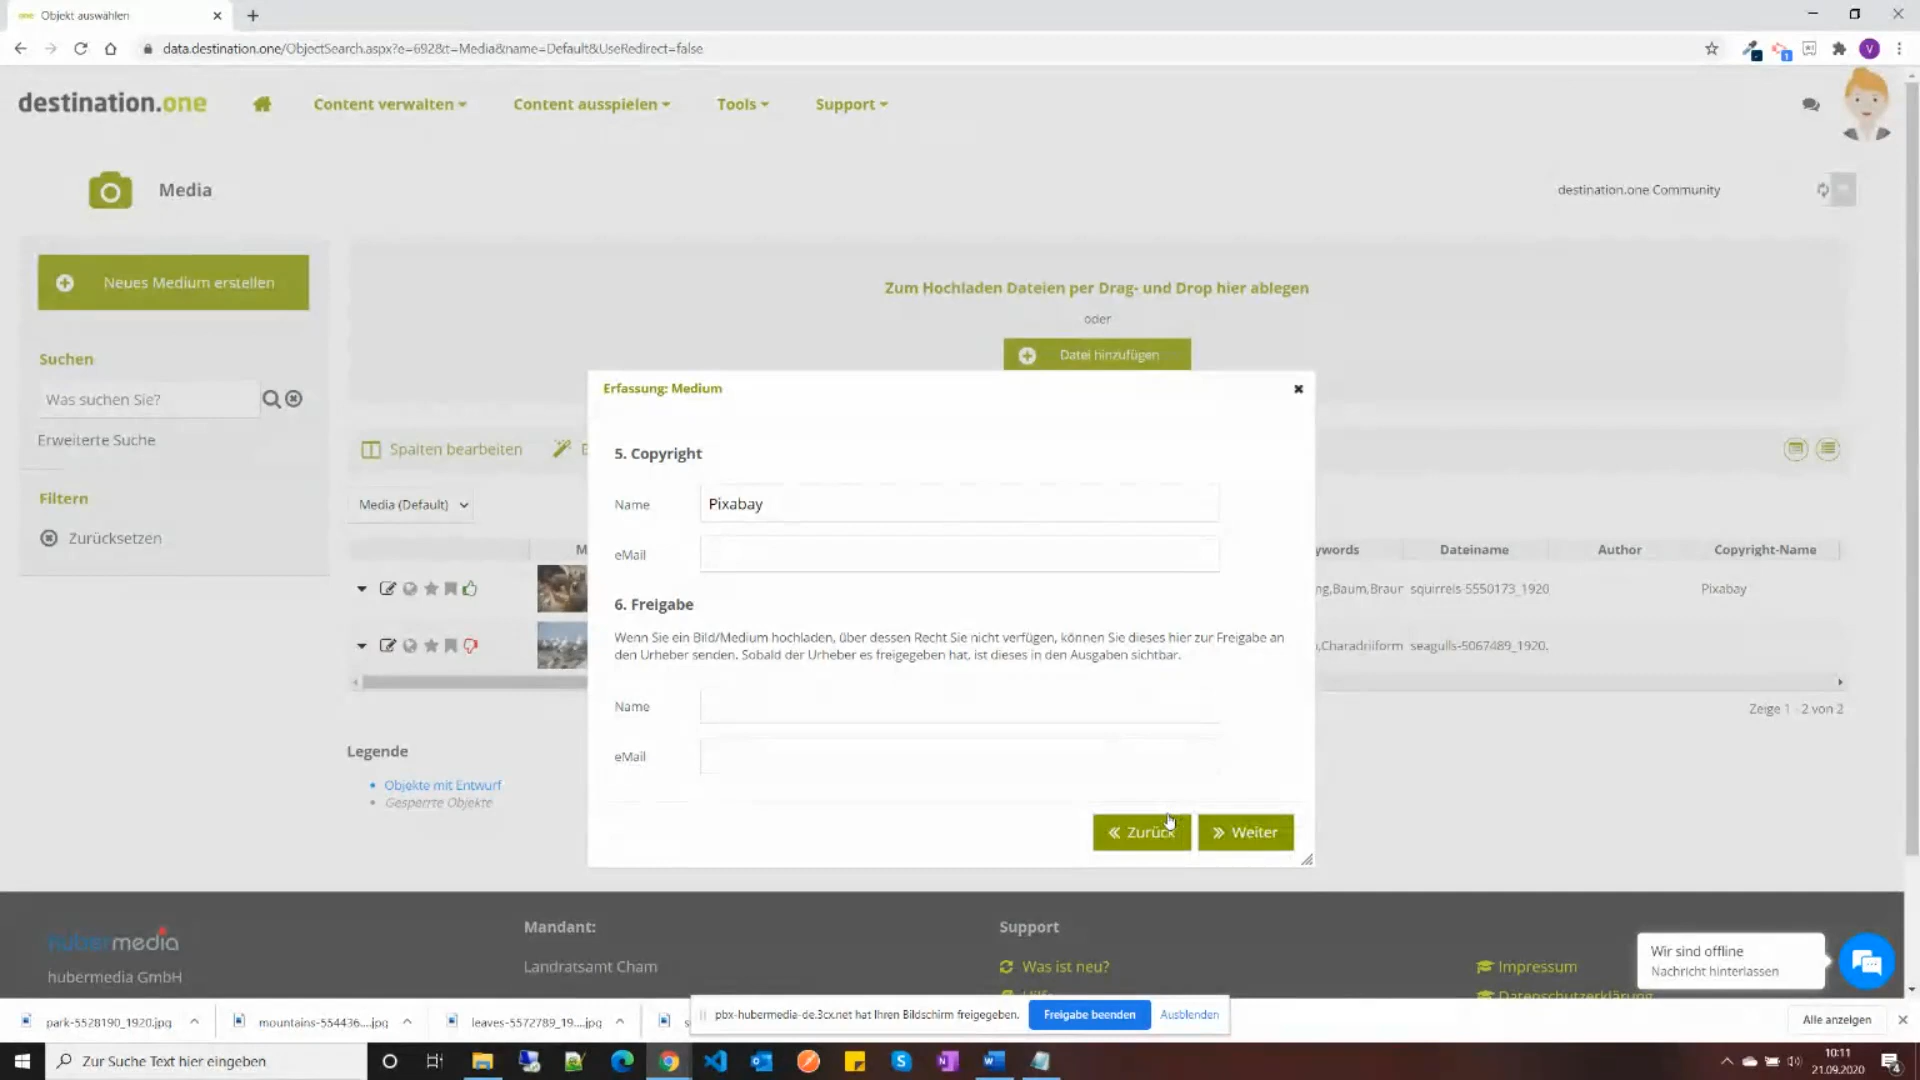 Objekt auswählen
data.destination.one/ObjectSearch.aspx?e=692&t=Media&name=Default&UseRedirect=false
destination.one
Content verwalten
Content ausspielen
Tools
Support
Media
destination.one Community
Neues Medium erstellen
Suchen
Was suchen Sie?
Erweiterte Suche
Filtern
Zurücksetzen
Zum Hochladen Dateien per Drag- und Drop hier ablegen
oder
Datei hinzufügen
Spalten bearbeiten
Media (Default)
Dateiname
Author
Copyright-Name
squirrels-5550173_1920
Pixabay
seagulls-5067489_1920.
Zeige 1 - 2 von 2
Legende
Objekte mit Entwurf
Gesperrte Objekte
Erfassung: Medium
5. Copyright
Name
Pixabay
eMail
6. Freigabe
Wenn Sie ein Bild/Medium hochladen, über dessen Recht Sie nicht verfügen, können Sie dieses hier zur Freigabe an
den Urheber senden. Sobald der Urheber es freigegeben hat, ist dieses in den Ausgaben sichtbar.
Name
eMail
Zurück
Weiter
hubermedia
hubermedia GmbH
Mandant:
Landratsamt Cham
Support
Was ist neu?
Impressum
Datenschutzerklärung
Wir sind offline
Nachricht hinterlassen
park-5528190_1920.jpg
mountains-554436....jpg
leaves-5572789_19....jpg
pbx-hubermedia-de.3cx.net hat Ihren Bildschirm freigegeben.
Freigabe beenden
Ausblenden
Alle anzeigen
Zur Suche Text hier eingeben
10:11
21.09.2020